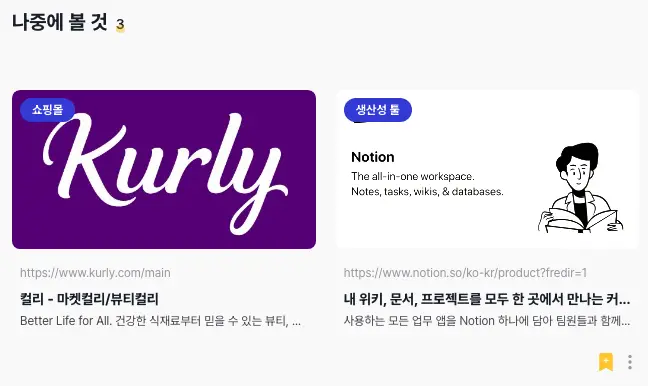 나중에 볼 것 3
쇼핑몰
Kurly
https://www.kurly.com/main
컬리 - 마켓컬리/뷰티컬리
Better Life for All. 건강한 식재료부터 믿을 수 있는 뷰티, ...
생산성 툴
Notion
The all-in-one workspace.
Notes, tasks, wikis, & databases.
https://www.notion.so/ko-kr/product?fredir=1
내 위키, 문서, 프로젝트를 모두 한 곳에서 만나는 커...
사용하는 모든 업무 앱을 Notion 하나에 담아 팀원들과 함께...